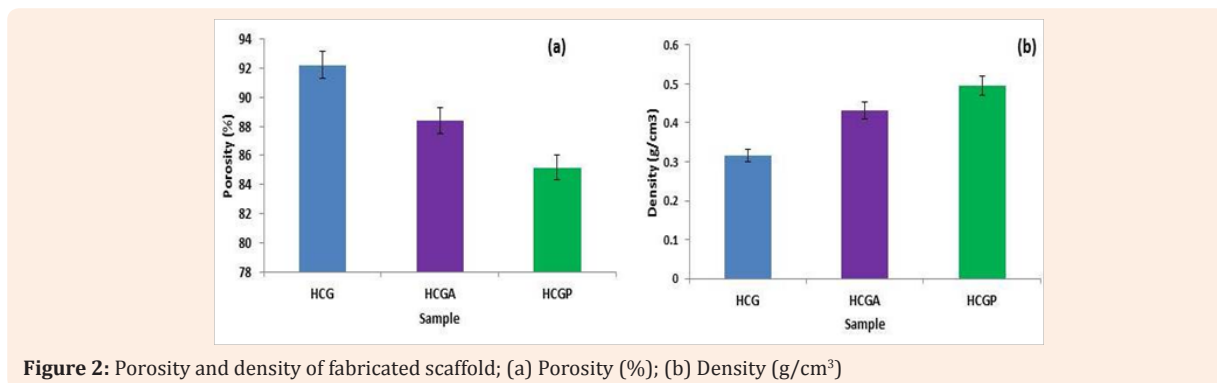 (a)
94
92
90
88
86
84
82
80
78
Porosity (%)
HCG HCGA HCGP
Sample
(b)
0.6
0.5
0.4
0.3
0.2
0.1
0
Density (g/cm3)
HCG HCGA HCGP
Sample
Figure 2: Porosity and density of fabricated scaffold; (a) Porosity (%); (b) Density (g/cm³)